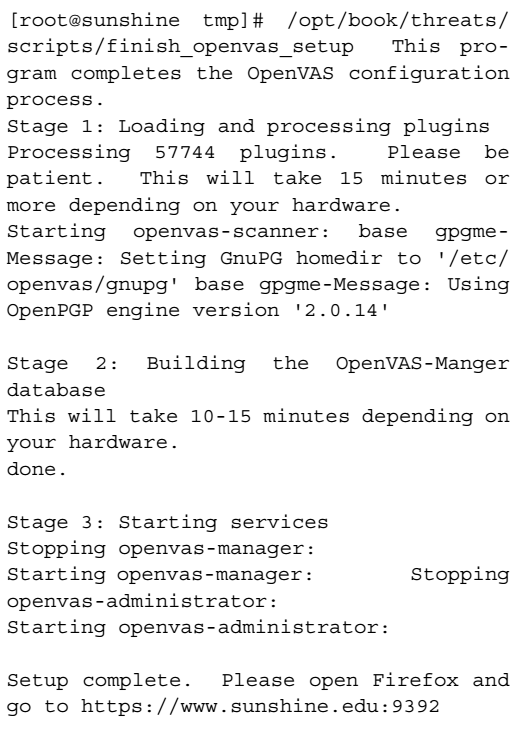 [root@sunshine tmp]# /opt/book/threats/
scripts/finish_openvas_setup This pro-
gram completes the OpenVAS configuration
process.
Stage 1: Loading and processing plugins
Processing 57744 plugins. Please be
patient. This will take 15 minutes or
more depending on your hardware.
Starting openvas-scanner: base gpgme-
Message: Setting GnuPG homedir to '/etc/
openvas/gnupg' base gpgme-Message: Using
OpenPGP engine version '2.0.14'

Stage 2: Building the OpenVAS-Manger
database
This will take 10-15 minutes depending on
your hardware.
done.

Stage 3: Starting services
Stopping openvas-manager:
Starting openvas-manager: Stopping
openvas-administrator:
Starting openvas-administrator:

Setup complete. Please open Firefox and
go to https://www.sunshine.edu:9392